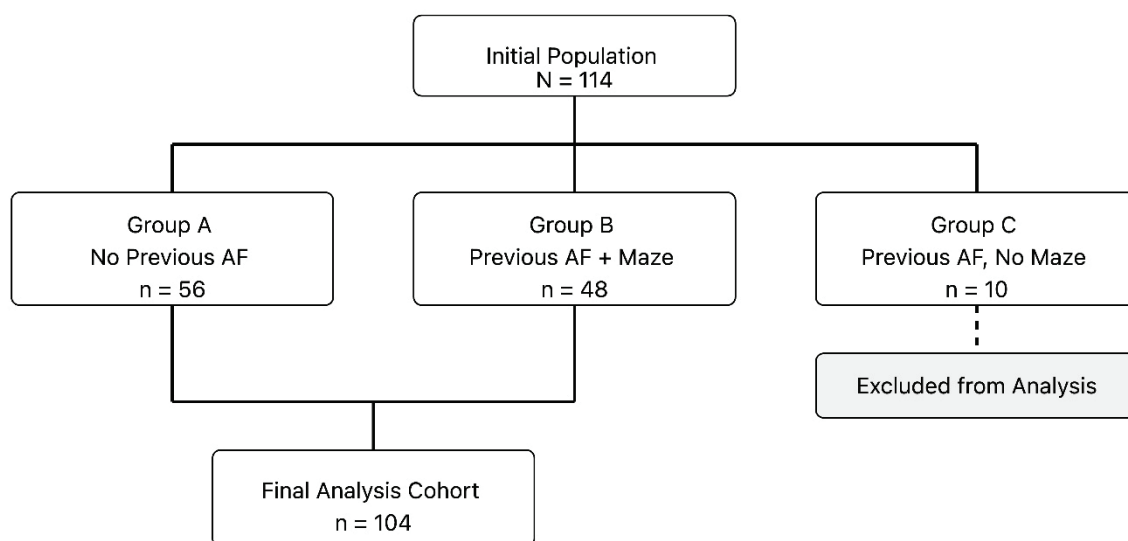 Initial Population
N = 114
Group A
No Previous AF
n = 56
Group B
Previous AF + Maze
n = 48
Group C
Previous AF, No Maze
n = 10
Excluded from Analysis
Final Analysis Cohort
n = 104